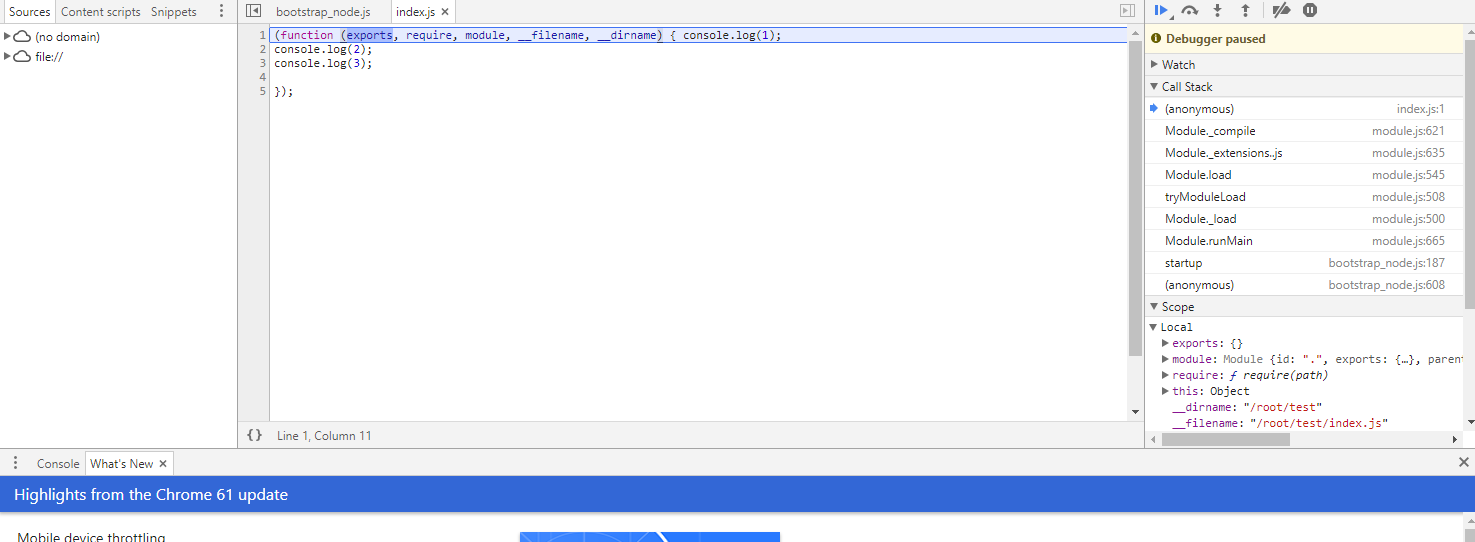 Sources Content scripts Snippets
(no domain)
file://
bootstrap_node.js index.js ×
1 (function (exports, require, module, __filename, __dirname) { console.log(1);
2 console.log(2);
3 console.log(3);
4
5 });
{} Line 1, Column 11
Debugger paused
Watch
Call Stack
(anonymous) index.js:1
Module._compile module.js:621
Module._extensions..js module.js:635
Module.load module.js:545
tryModuleLoad module.js:508
Module._load module.js:500
Module.runMain module.js:665
startup bootstrap_node.js:187
(anonymous) bootstrap_node.js:608
Scope
Local
exports: {}
module: Module {id: ".", exports: {…}, paren
require: ƒ require(path)
this: Object
__dirname: "/root/test"
__filename: "/root/test/index.js"
Console What's New ×
Highlights from the Chrome 61 update
Mobile device throttling